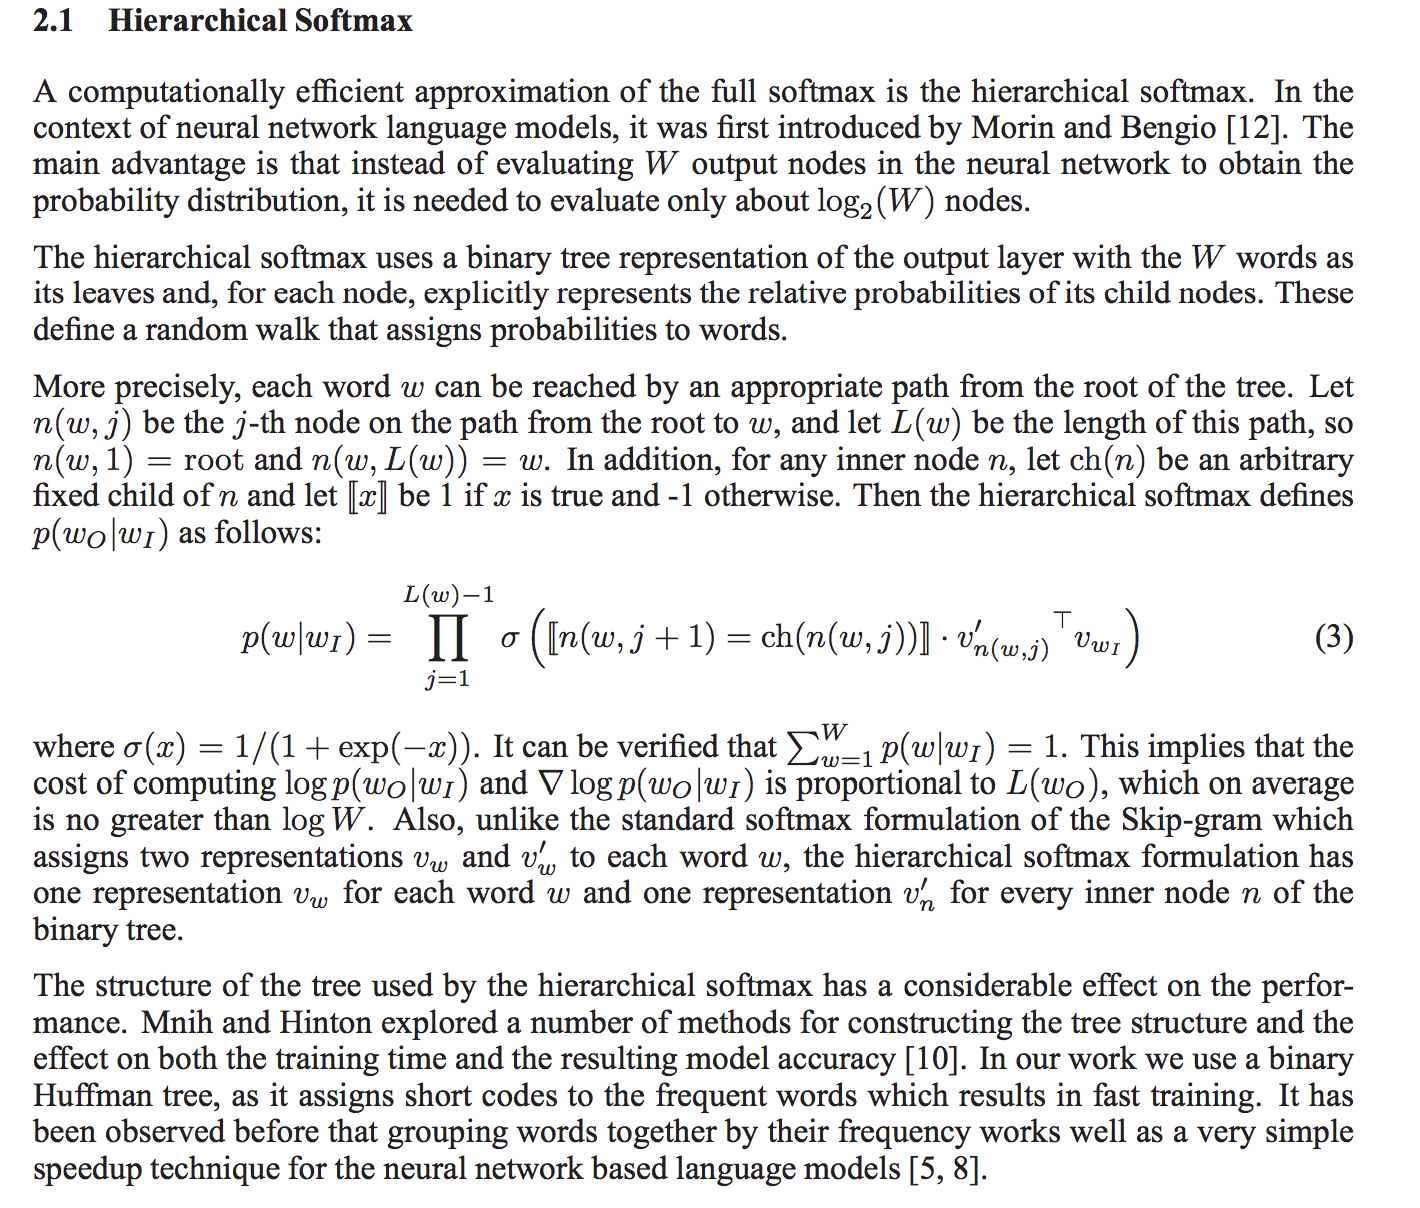 2.1 Hierarchical Softmax
A computationally efficient approximation of the full softmax is the hierarchical softmax. In the
context of neural network language models, it was first introduced by Morin and Bengio [12]. The
main advantage is that instead of evaluating W output nodes in the neural network to obtain the
probability distribution, it is needed to evaluate only about log₂(W) nodes.
The hierarchical softmax uses a binary tree representation of the output layer with the W words as
its leaves and, for each node, explicitly represents the relative probabilities of its child nodes. These
define a random walk that assigns probabilities to words.
More precisely, each word w can be reached by an appropriate path from the root of the tree. Let
n(w, j) be the j-th node on the path from the root to w, and let L(w) be the length of this path, so
n(w, 1) = root and n(w, L(w)) = w. In addition, for any inner node n, let ch(n) be an arbitrary
fixed child of n and let ⟦x⟧ be 1 if x is true and -1 otherwise. Then the hierarchical softmax defines
p(w_O|w_I) as follows:
p(w|w_I) = ∏_{j=1}^{L(w)−1} σ(⟦n(w, j + 1) = ch(n(w, j))⟧ · v′_{n(w,j)}^⊤ v_{w_I}) (3)
where σ(x) = 1/(1 + exp(−x)). It can be verified that ∑_{w=1}^{W} p(w|w_I) = 1. This implies that the
cost of computing log p(w_O|w_I) and ∇ log p(w_O|w_I) is proportional to L(w_O), which on average
is no greater than log W. Also, unlike the standard softmax formulation of the Skip-gram which
assigns two representations v_w and v′_w to each word w, the hierarchical softmax formulation has
one representation v_w for each word w and one representation v′_n for every inner node n of the
binary tree.
The structure of the tree used by the hierarchical softmax has a considerable effect on the perfor-
mance. Mnih and Hinton explored a number of methods for constructing the tree structure and the
effect on both the training time and the resulting model accuracy [10]. In our work we use a binary
Huffman tree, as it assigns short codes to the frequent words which results in fast training. It has
been observed before that grouping words together by their frequency works well as a very simple
speedup technique for the neural network based language models [5, 8].